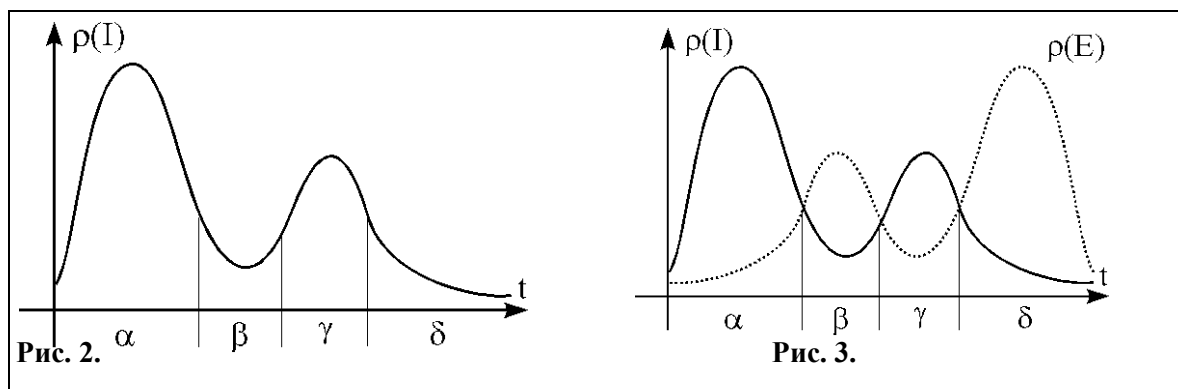 ρ(I)
t
α β γ δ
Рис. 2.
ρ(I) ρ(E)
t
α β γ δ
Рис. 3.